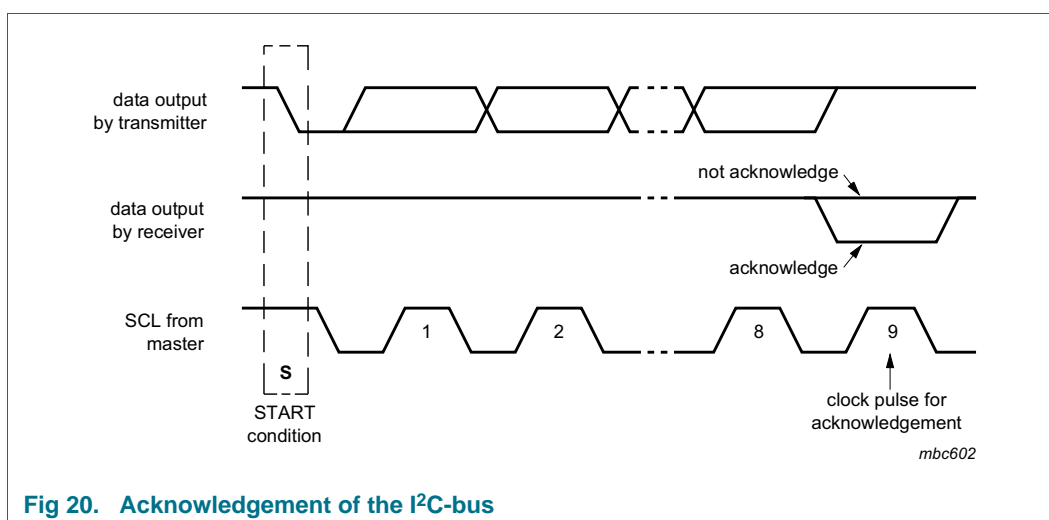 data output
by transmitter
not acknowledge
data output
by receiver
acknowledge
SCL from
master
1
2
8
9
S
START
condition
clock pulse for
acknowledgement
mbc602
Fig 20. Acknowledgement of the I²C-bus